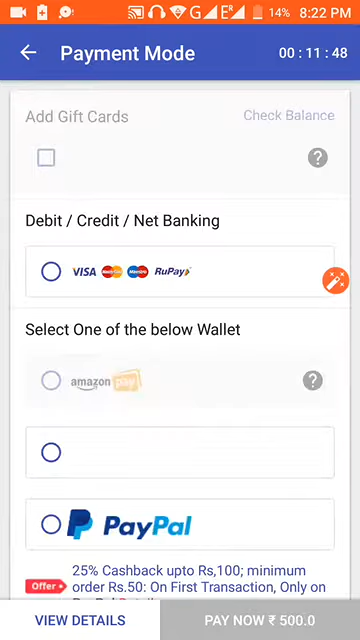 G E R 14% 8:22 PM
Payment Mode 00 : 11 : 48
Add Gift Cards Check Balance
?
Debit / Credit / Net Banking
VISA MasterCard Maestro RuPay
Select One of the below Wallet
amazon pay ?
PayPal
Offer 25% Cashback upto Rs,100; minimum
order Rs.50: On First Transaction, Only on
VIEW DETAILS PAY NOW ₹ 500.0